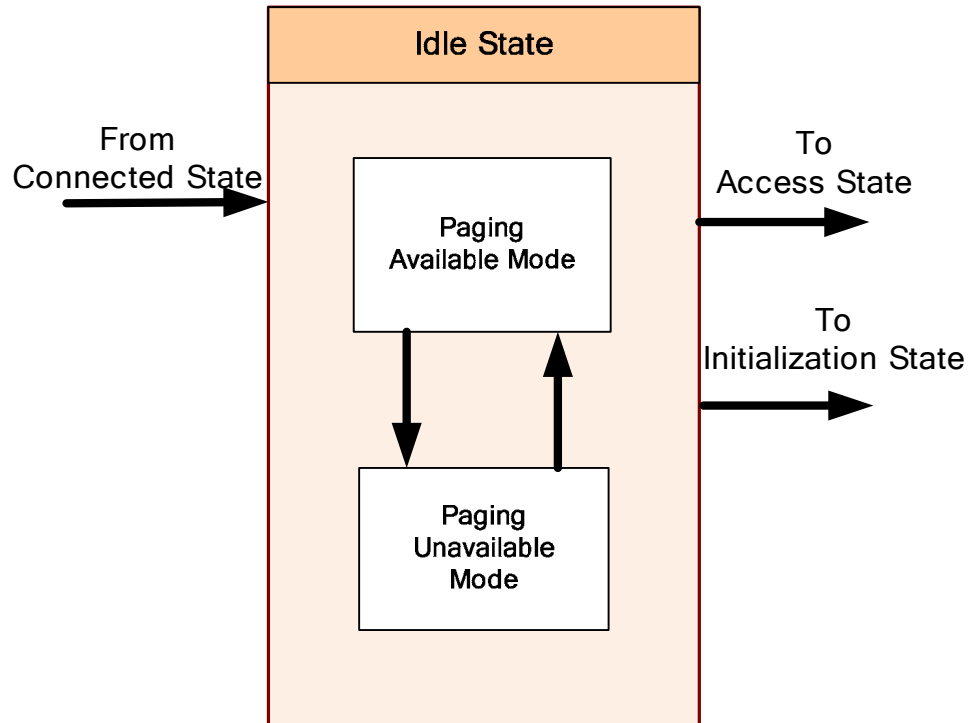 Idle State
From
Connected State
To
Access State
Paging
Available Mode
To
Initialization State
Paging
Unavailable
Mode